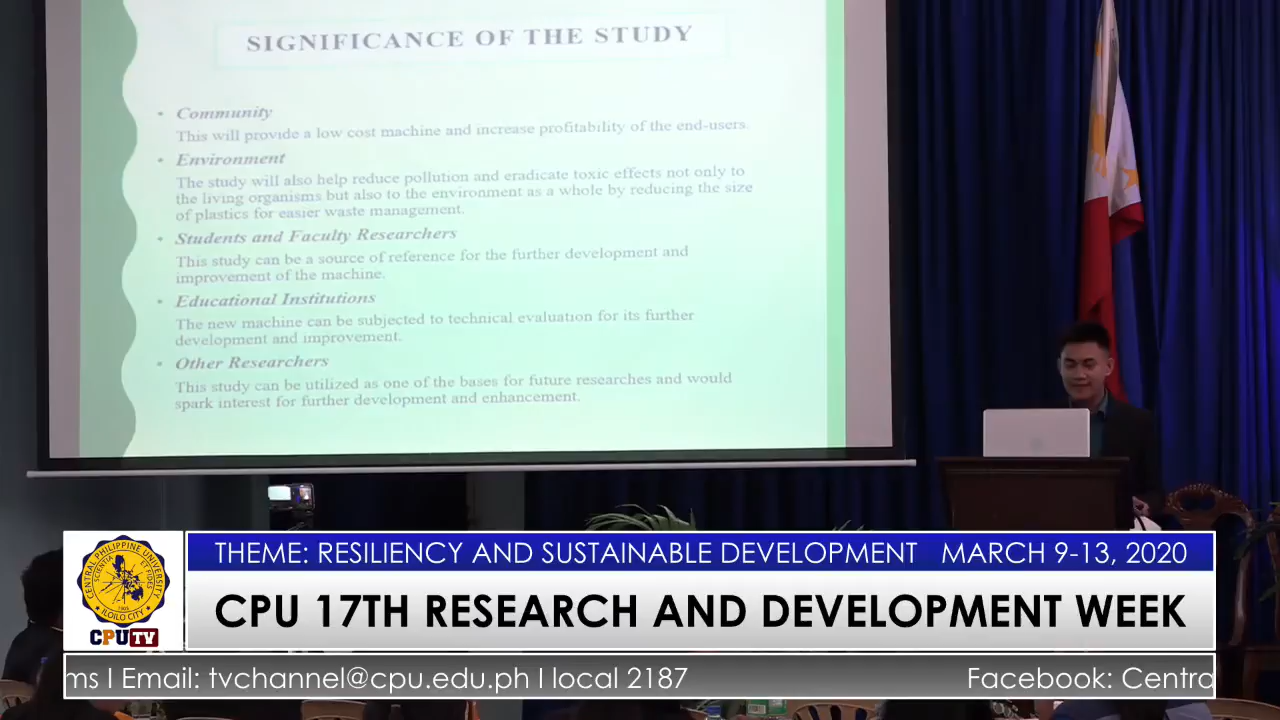 SIGNIFICANCE OF THE STUDY
• Community
This will provide a low cost machine and increase profitability of the end-users.
• Environment
The study will also help reduce pollution and eradicate toxic effects not only to
the living organisms but also to the environment as a whole by reducing the size
of plastics for easier waste management.
• Students and Faculty Researchers
This study can be a source of reference for the further development and
improvement of the machine.
• Educational Institutions
The new machine can be subjected to technical evaluation for its further
development and improvement.
• Other Researchers
This study can be utilized as one of the bases for future researches and would
spark interest for further development and enhancement.
CENTRAL PHILIPPINE UNIVERSITY
SCIENTIA ET FIDES
1905
ILOILO CITY
CPU TV
THEME: RESILIENCY AND SUSTAINABLE DEVELOPMENT MARCH 9-13, 2020
CPU 17TH RESEARCH AND DEVELOPMENT WEEK
ms I Email: tvchannel@cpu.edu.ph I local 2187 Facebook: Centra